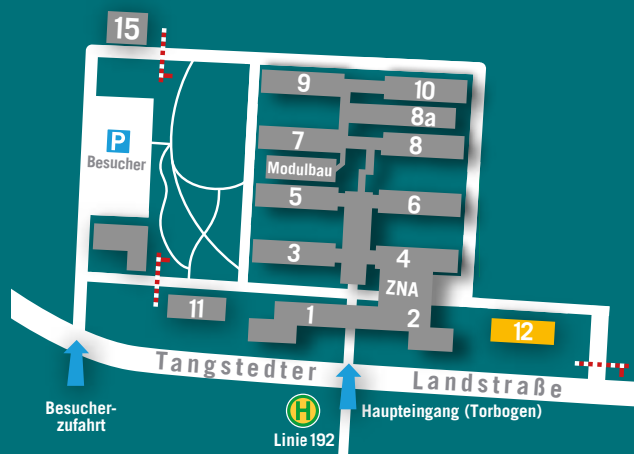 15
9
10
8a
P
Besucher
7
8
Modulbau
5
6
3
4
ZNA
11
1
2
12
Tangstedter Landstraße
Besucher-
zufahrt
H
Linie 192
Haupteingang (Torbogen)